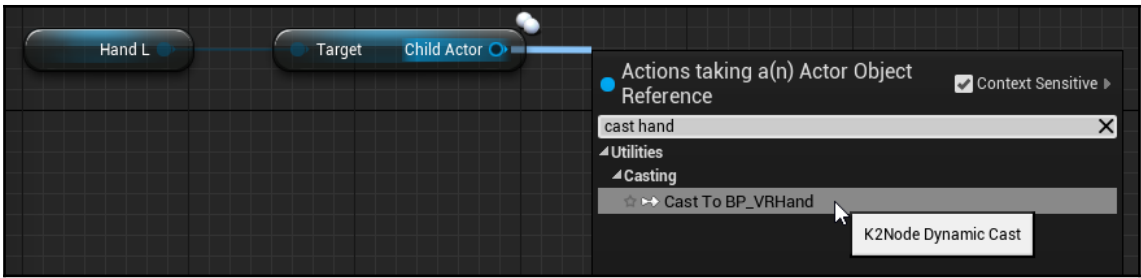 Hand L
Target Child Actor
Actions taking a(n) Actor Object
Reference
Context Sensitive
cast hand
Utilities
Casting
Cast To BP_VRHand
K2Node Dynamic Cast